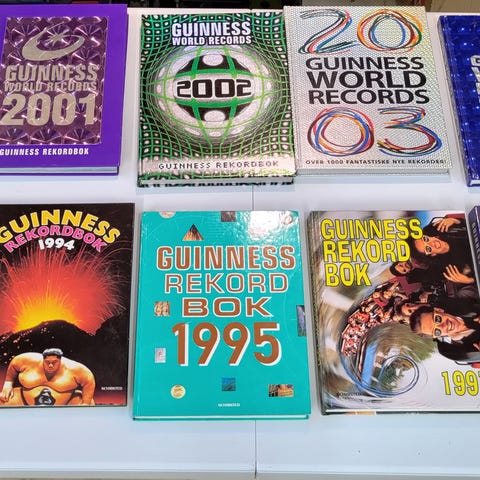 GUINNESS
WORLD RECORDS
2001
GUINNESS REKORDBOK
GUINNESS
WORLD RECORDS
2002
GUINNESS REKORDBOK
20
GUINNESS
WORLD
RECORDS
03
OVER 1000 FANTASTISKE NYE REKORDER!
GUINNESS
REKORDBOK
1994
GUINNESS
REKORD
BOK
1995
GUINNESS
REKORD
BOK